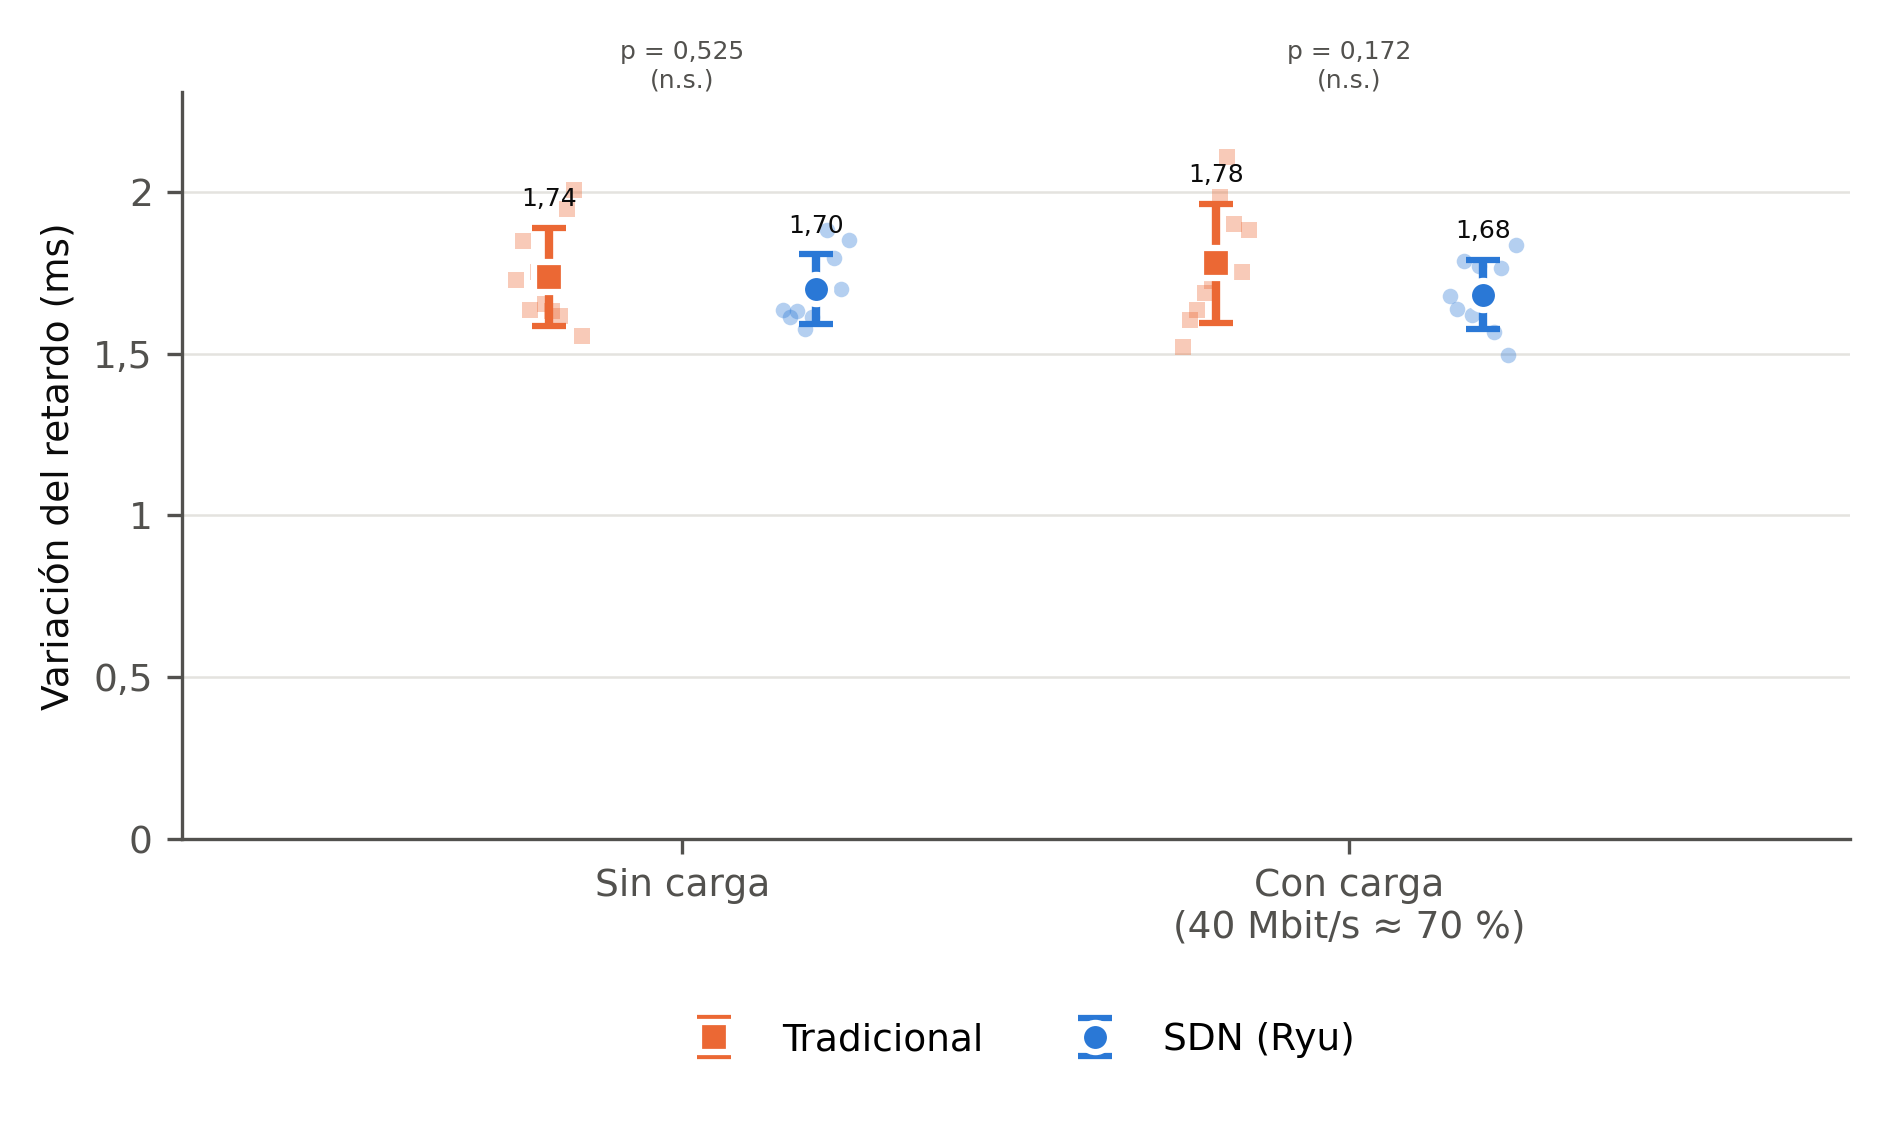 p = 0,525
(n.s.)
p = 0,172
(n.s.)
Variación del retardo (ms)
2
1,5
1
0,5
0
1,74
1,70
1,78
1,68
Sin carga
Con carga
(40 Mbit/s ≈ 70 %)
Tradicional
SDN (Ryu)